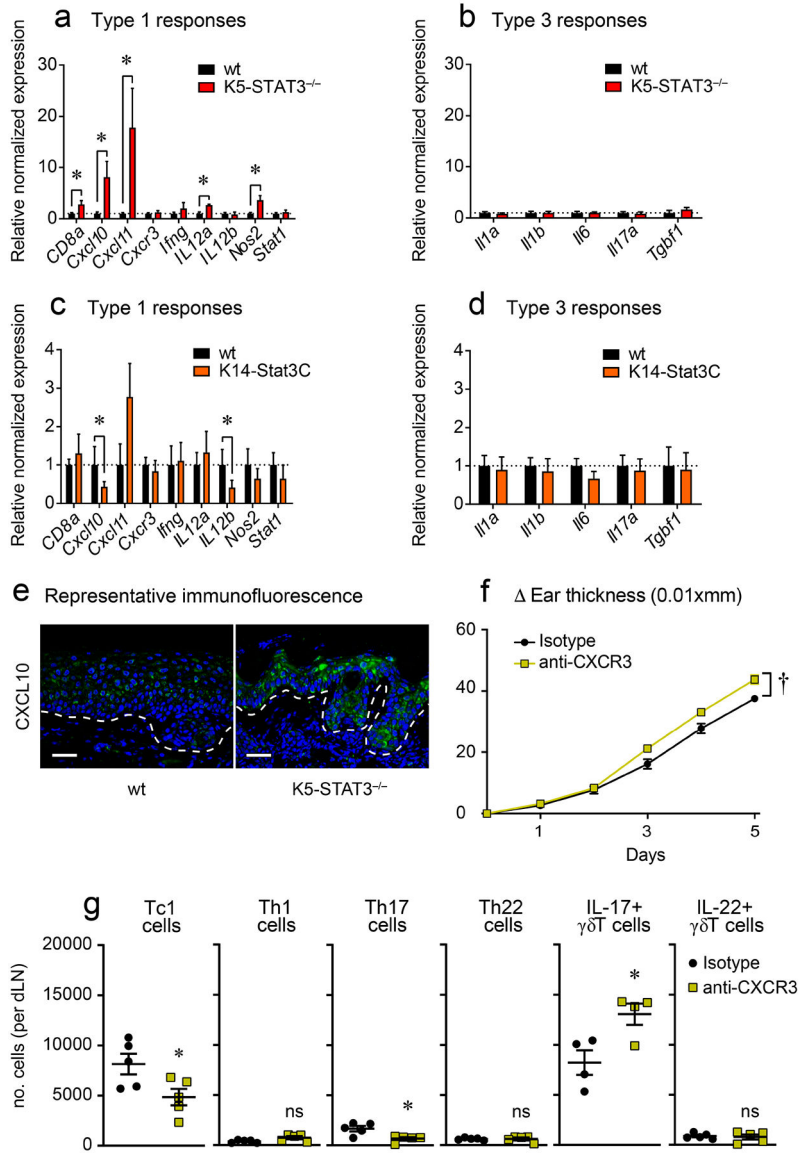 a Type 1 responses
Relative normalized expression
30
20
10
0
wt
K5-STAT3–/–
*
*
*
*
*
CD8a
Cxcl10
Cxcl11
Cxcr3
Ifng
IL12a
IL12b
Nos2
Stat1
b Type 3 responses
Relative normalized expression
30
20
10
0
wt
K5-STAT3–/–
Il1a
Il1b
Il6
Il17a
Tgbf1
c Type 1 responses
Relative normalized expression
4
3
2
1
0
wt
K14-Stat3C
*
*
CD8a
Cxcl10
Cxcl11
Cxcr3
Ifng
IL12a
IL12b
Nos2
Stat1
d Type 3 responses
Relative normalized expression
4
3
2
1
0
wt
K14-Stat3C
Il1a
Il1b
Il6
Il17a
Tgbf1
e Representative immunofluorescence
CXCL10
wt
K5-STAT3–/–
f Δ Ear thickness (0.01xmm)
60
40
20
0
Isotype
anti-CXCR3
†
1
3
5
Days
g
Tc1
cells
Th1
cells
Th17
cells
Th22
cells
IL-17+
γδT cells
IL-22+
γδT cells
no. cells (per dLN)
20000
15000
10000
5000
0
Isotype
anti-CXCR3
*
ns
*
ns
*
ns